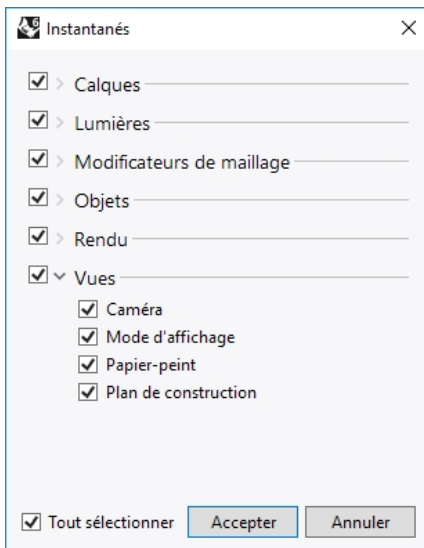 Instantanés
Calques
Lumières
Modificateurs de maillage
Objets
Rendu
Vues
Caméra
Mode d'affichage
Papier-peint
Plan de construction
Tout sélectionner Accepter Annuler